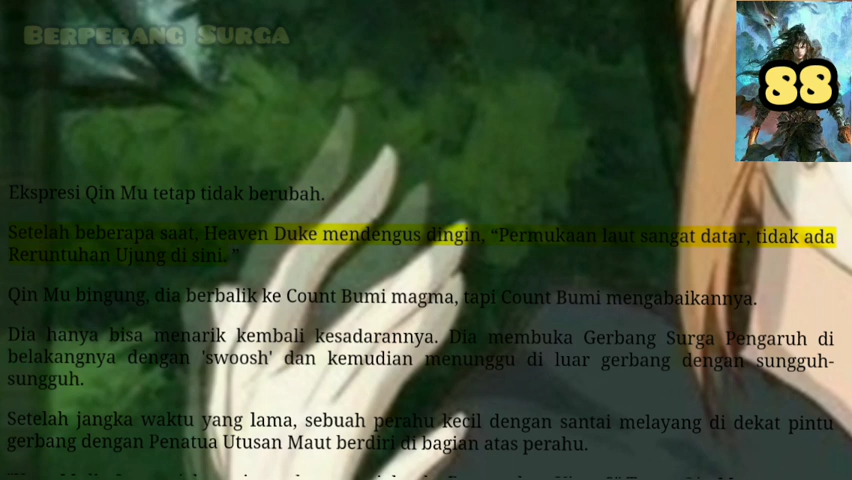 Berperang Surga
88
Ekspresi Qin Mu tetap tidak berubah.
Setelah beberapa saat, Heaven Duke mendengus dingin, “Permukaan laut sangat datar, tidak ada
Reruntuhan Ujung di sini. ”
Qin Mu bingung, dia berbalik ke Count Bumi magma, tapi Count Bumi mengabaikannya.
Dia hanya bisa menarik kembali kesadarannya. Dia membuka Gerbang Surga Pengaruh di
belakangnya dengan 'swoosh' dan kemudian menunggu di luar gerbang dengan sungguh-
sungguh.
Setelah jangka waktu yang lama, sebuah perahu kecil dengan santai melayang di dekat pintu
gerbang dengan Penatua Utusan Maut berdiri di bagian atas perahu.